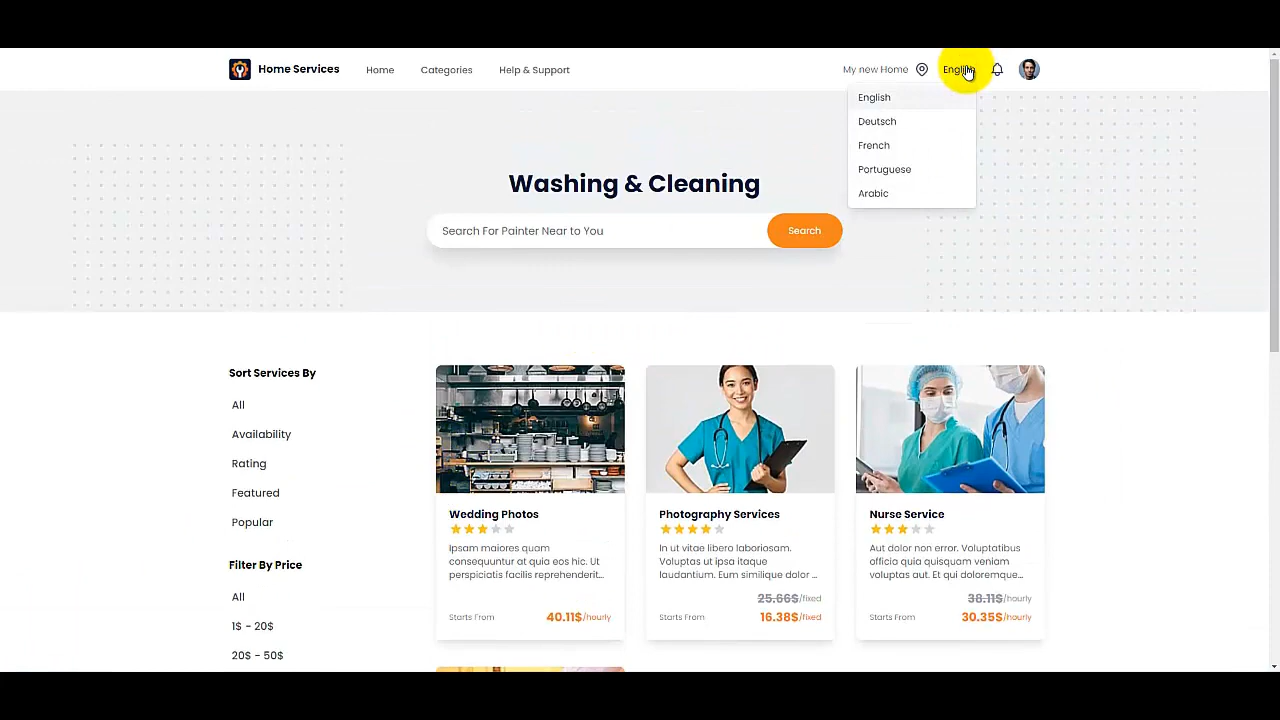 Home Services
Home
Categories
Help & Support
My new Home
English
English
Deutsch
French
Portuguese
Arabic
Washing & Cleaning
Search For Painter Near to You
Search
Sort Services By
All
Availability
Rating
Featured
Popular
Filter By Price
All
1$ - 20$
20$ - 50$
Wedding Photos
Ipsam maiores quam
consequuntur at quia eos hic. Ut
perspiciatis facilis reprehenderit...
Starts From
40.11$/hourly
Photography Services
In ut vitae libero laboriosam.
Voluptas ut ipsa itaque
laudantium. Eum similique dolor ...
25.66$/fixed
Starts From
16.38$/fixed
Nurse Service
Aut dolor non error. Voluptatibus
officia quia quisquam veniam
voluptas aut. Et qui doloremque...
38.11$/hourly
Starts From
30.35$/hourly